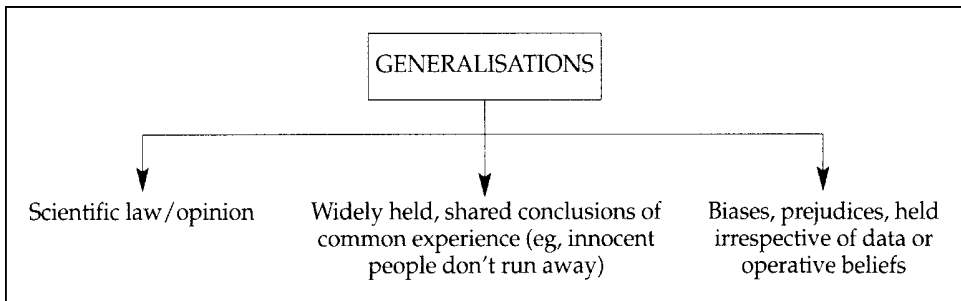 GENERALISATIONS
Scientific law/opinion
Widely held, shared conclusions of
common experience (eg, innocent
people don't run away)
Biases, prejudices, held
irrespective of data or
operative beliefs